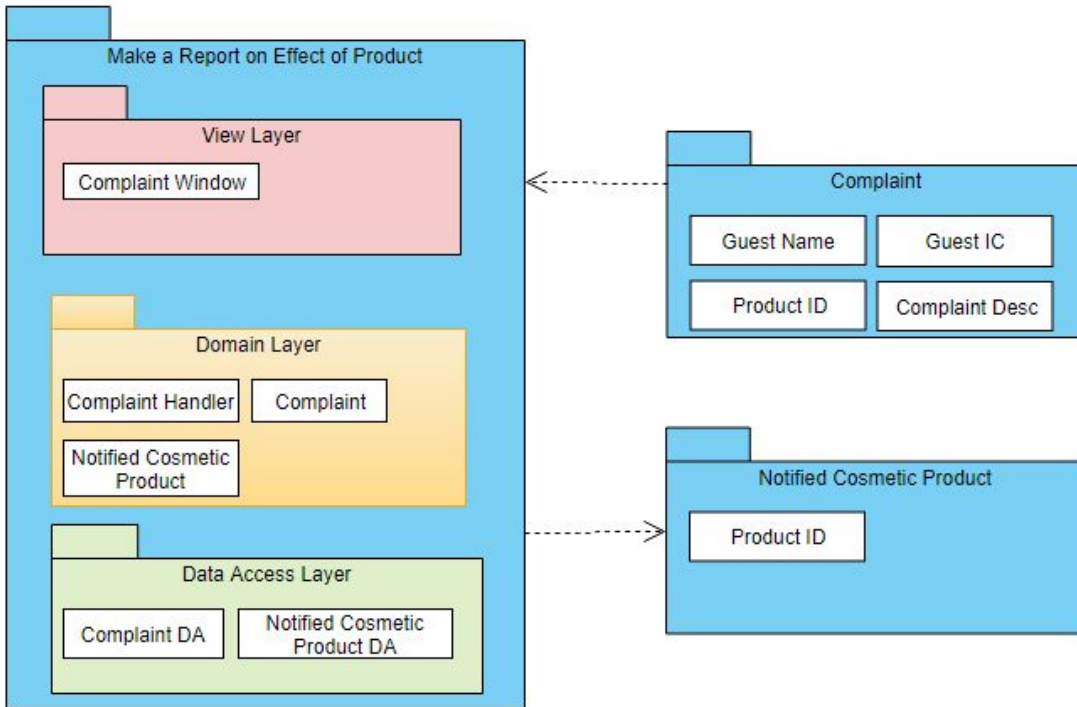 Make a Report on Effect of Product
View Layer
Complaint Window
Domain Layer
Complaint Handler
Complaint
Notified Cosmetic
Product
Data Access Layer
Complaint DA
Notified Cosmetic
Product DA
Complaint
Guest Name
Guest IC
Product ID
Complaint Desc
Notified Cosmetic Product
Product ID